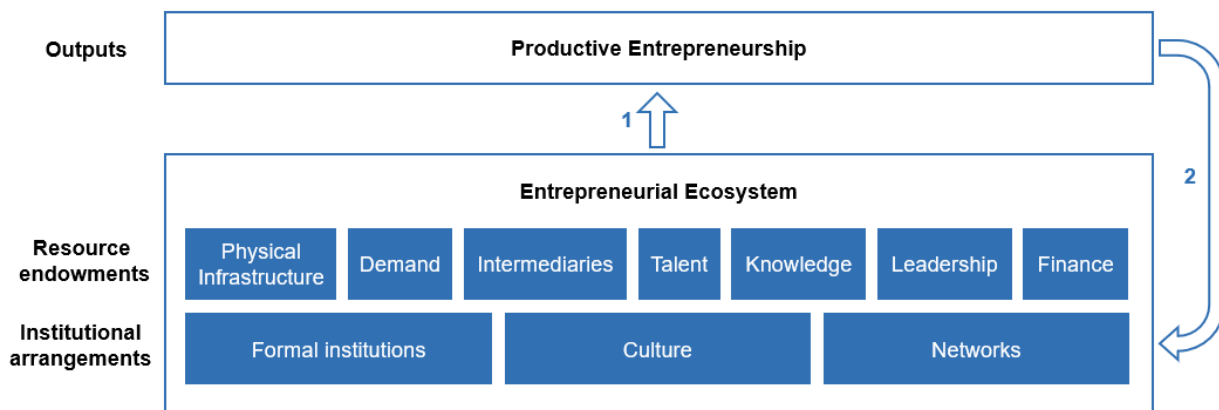 Outputs
Productive Entrepreneurship
1
2
Entrepreneurial Ecosystem
Resource
endowments
Physical
Infrastructure
Demand
Intermediaries
Talent
Knowledge
Leadership
Finance
Institutional
arrangements
Formal institutions
Culture
Networks